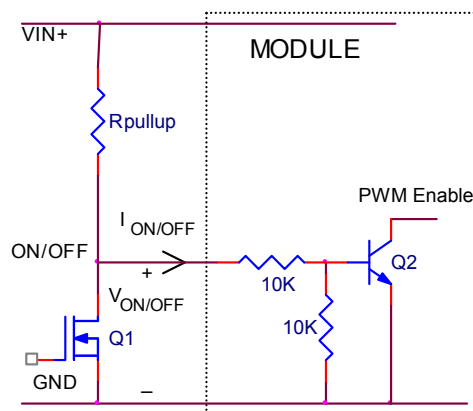 VIN+
MODULE
Rpullup
PWM Enable
I ON/OFF
ON/OFF
+
10K
Q2
V ON/OFF
10K
Q1
GND
–